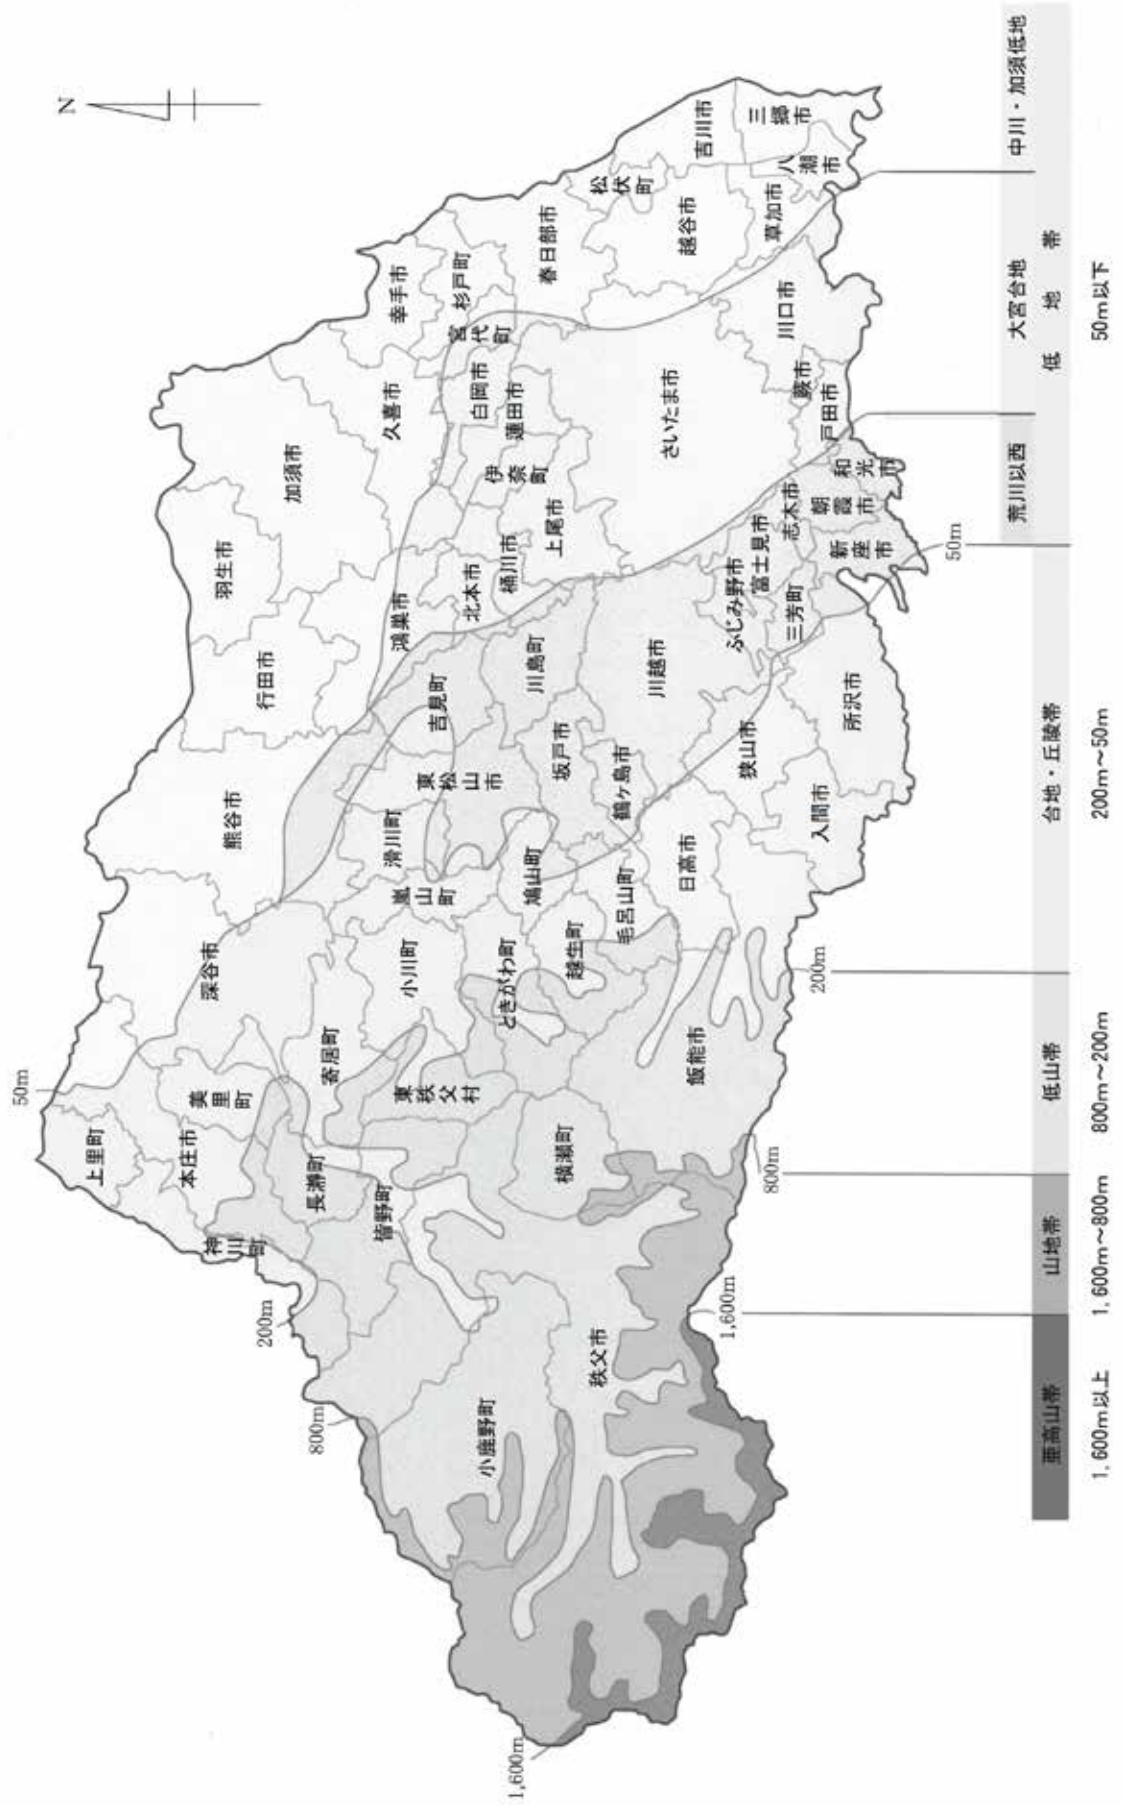 N
50m
上里町
本庄市
神川町
美里町
深谷市
熊谷市
行田市
羽生市
加須市
久喜市
幸手市
杉戸町
宮代町
白岡市
蓮田市
伊奈町
上尾市
桶川市
北本市
鴻巣市
吉見町
東松山市
滑川町
嵐山町
小川町
寄居町
長瀞町
皆野町
東秩父村
ときがわ町
鳩山町
坂戸市
川島町
春日部市
松伏町
吉川市
三郷市
八潮市
草加市
越谷市
さいたま市
川口市
蕨市
戸田市
和光市
朝霞市
志木市
新座市
富士見市
ふじみ野市
三芳町
川越市
鶴ヶ島市
毛呂山町
越生町
日高市
狭山市
入間市
所沢市
飯能市
横瀬町
秩父市
小鹿野町
200m
800m
1,600m
1,600m
800m
200m
50m
亜高山帯
山地帯
低山帯
台地・丘陵帯
荒川以西
大宮台地
中川・加須低地
低地帯
1,600m以上
1,600m～800m
800m～200m
200m～50m
50m以下